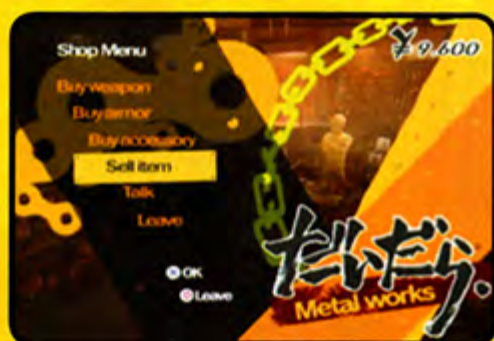 Shop Menu
¥ 9.600
Buy weapon
Buy armor
Buy accessory
Sell item
Talk
Leave
OK
Leave
だいだら.
Metal works